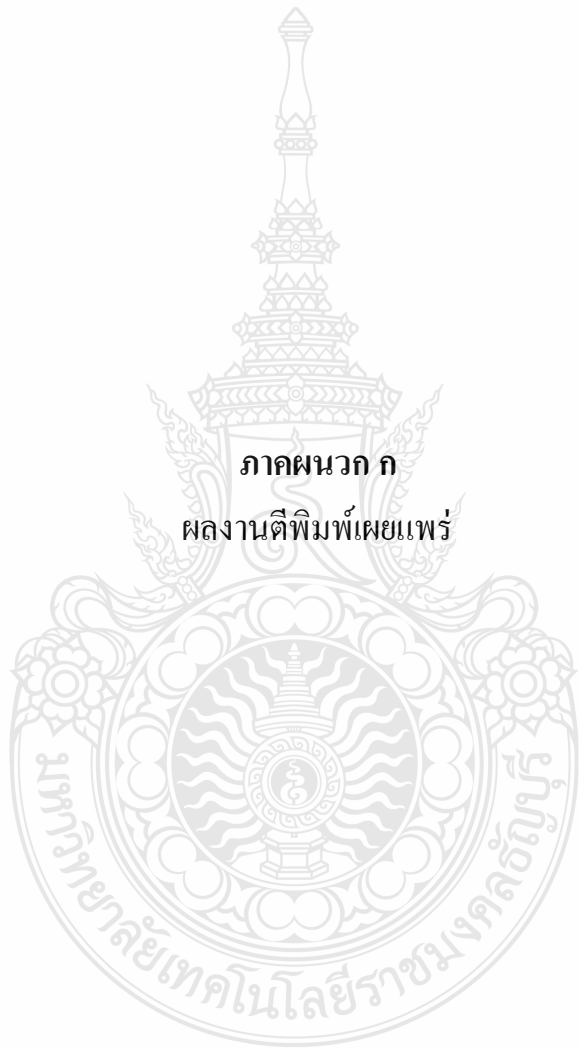 ภาคผนวก ก
ผลงานตีพิมพ์เผยแพร่
มหาวิทยาลัยเทคโนโลยีราชมงคลธัญบุรี